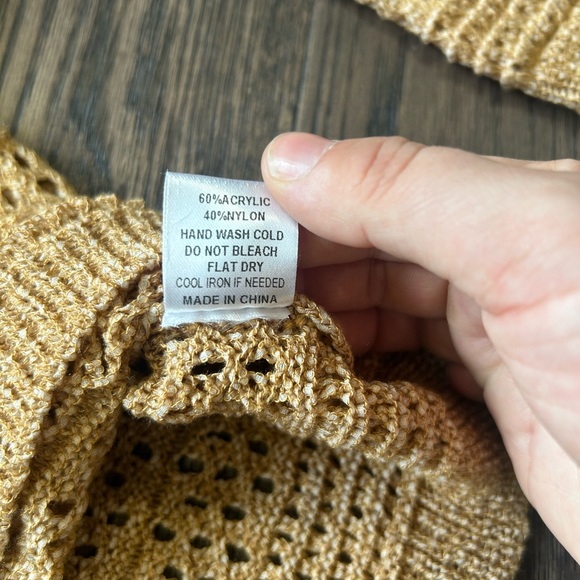 60%ACRYLIC
40%NYLON
HAND WASH COLD
DO NOT BLEACH
FLAT DRY
COOL IRON IF NEEDED
MADE IN CHINA